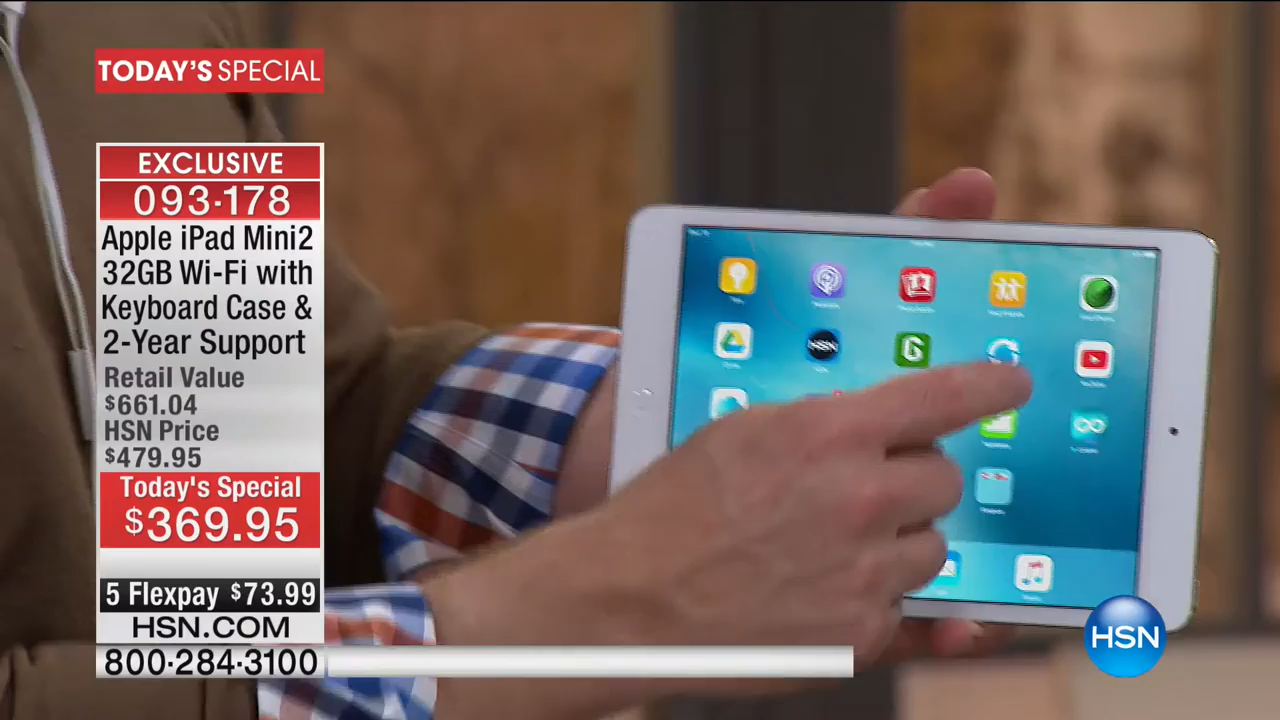 TODAY'S SPECIAL
EXCLUSIVE
093-178
Apple iPad Mini2
32GB Wi-Fi with
Keyboard Case &
2-Year Support
Retail Value
$661.04
HSN Price
$479.95
Today's Special
$369.95
5 Flexpay $73.99
HSN.COM
800-284-3100
HSN
HSN